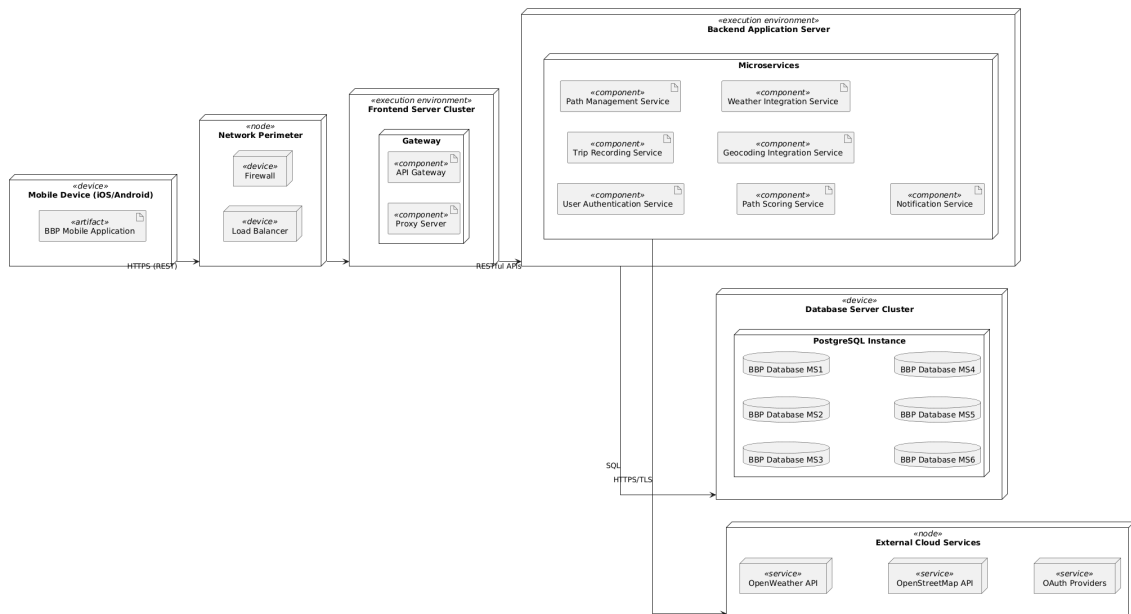 «execution environment»
Backend Application Server
Microservices
«component»
Path Management Service
«component»
Weather Integration Service
«component»
Trip Recording Service
«component»
Geocoding Integration Service
«component»
User Authentication Service
«component»
Path Scoring Service
«component»
Notification Service
«execution environment»
Frontend Server Cluster
Gateway
«component»
API Gateway
«component»
Proxy Server
«node»
Network Perimeter
«device»
Firewall
«device»
Load Balancer
«device»
Mobile Device (iOS/Android)
«artifact»
BBP Mobile Application
HTTPS (REST)
RESTful APIs
«device»
Database Server Cluster
PostgreSQL Instance
BBP Database MS1
BBP Database MS4
BBP Database MS2
BBP Database MS5
BBP Database MS3
BBP Database MS6
SQL
HTTPS/TLS
«node»
External Cloud Services
«service»
OpenWeather API
«service»
OpenStreetMap API
«service»
OAuth Providers